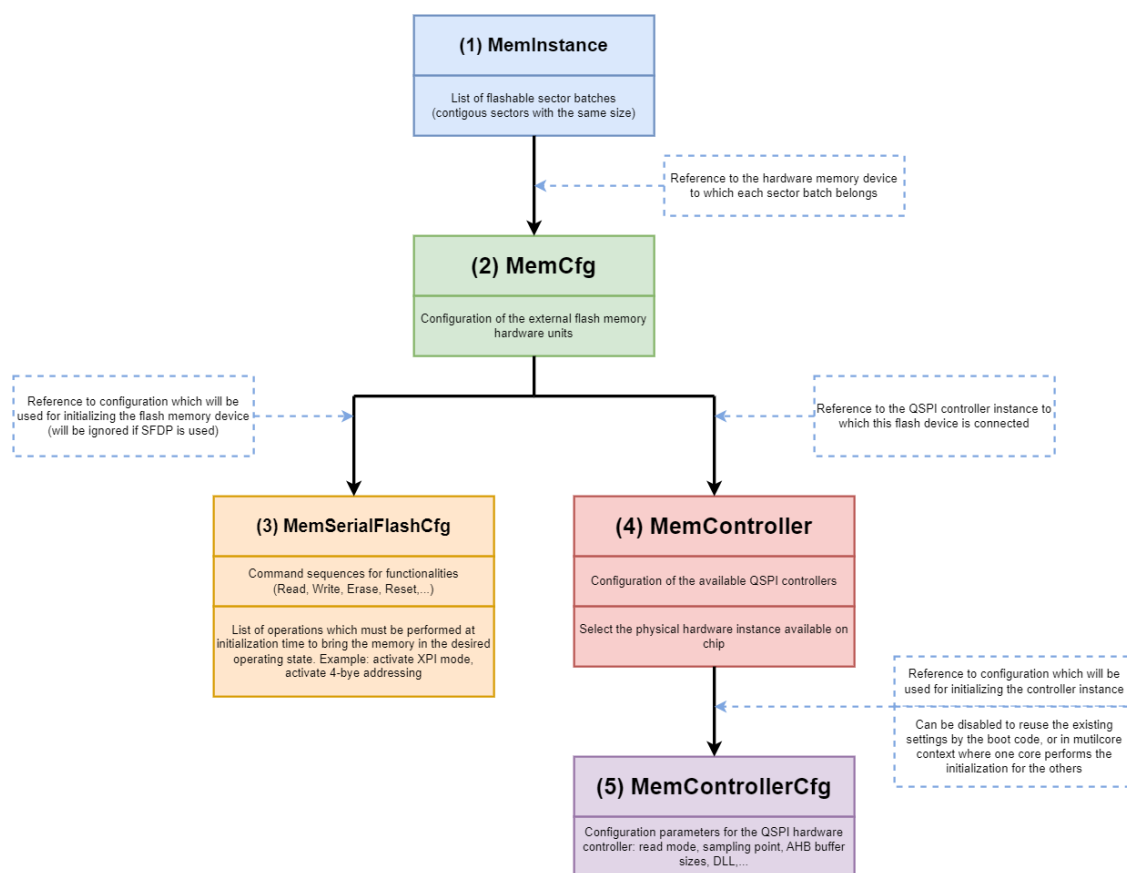 (1) MemInstance
List of flashable sector batches
(contigous sectors with the same size)
Reference to the hardware memory device
to which each sector batch belongs
(2) MemCfg
Configuration of the external flash memory
hardware units
Reference to configuration which will be
used for initializing the flash memory device
(will be ignored if SFDP is used)
Reference to the QSPI controller instance to
which this flash device is connected
(3) MemSerialFlashCfg
Command sequences for functionalities
(Read, Write, Erase, Reset,...)
List of operations which must be performed at
initialization time to bring the memory in the desired
operating state. Example: activate XPI mode,
activate 4-bye addressing
(4) MemController
Configuration of the available QSPI controllers
Select the physical hardware instance available on
chip
Reference to configuration which will be
used for initializing the controller instance
Can be disabled to reuse the existing
settings by the boot code, or in mutilcore
context where one core performs the
initialization for the others
(5) MemControllerCfg
Configuration parameters for the QSPI hardware
controller: read mode, sampling point, AHB buffer
sizes, DLL,...